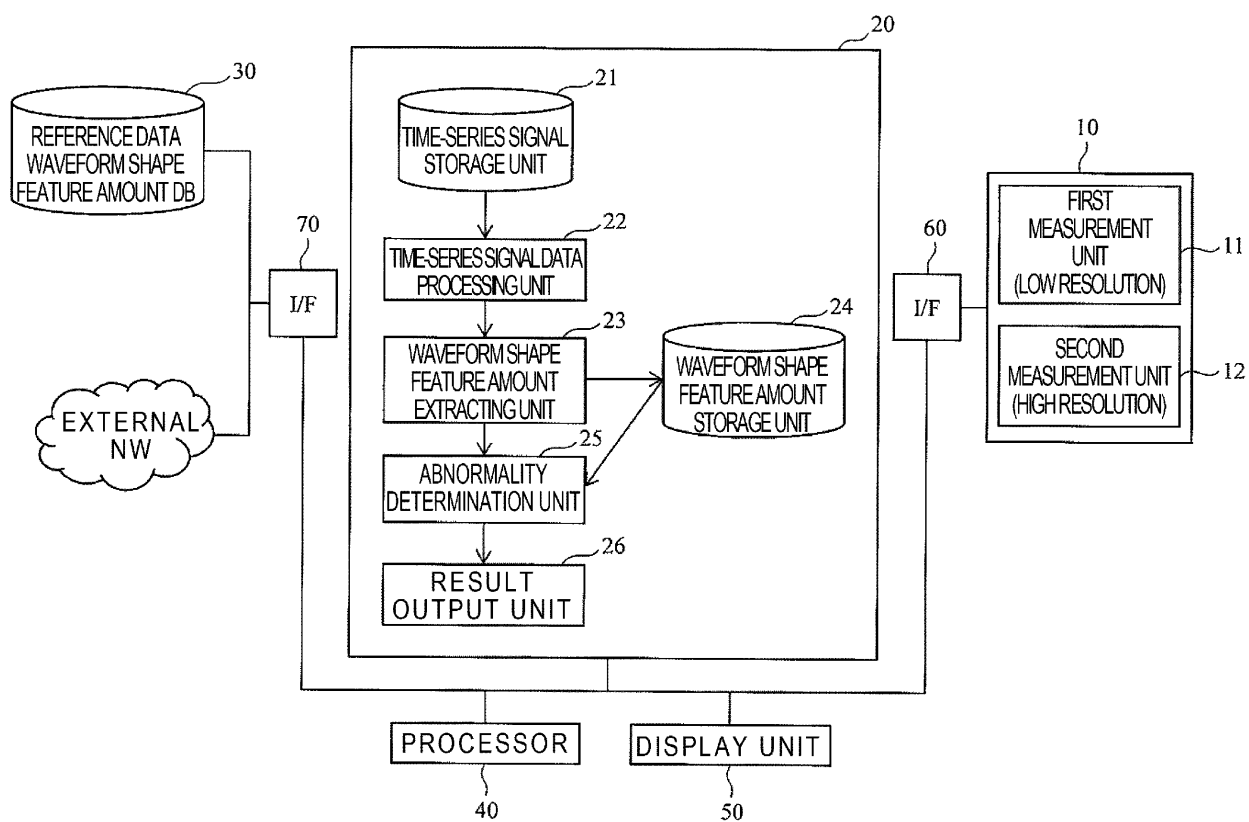 20
30
REFERENCE DATA
WAVEFORM SHAPE
FEATURE AMOUNT DB
21
TIME-SERIES SIGNAL
STORAGE UNIT
10
FIRST
MEASUREMENT
UNIT
(LOW RESOLUTION)
11
SECOND
MEASUREMENT UNIT
(HIGH RESOLUTION)
12
70
I/F
60
I/F
22
TIME-SERIES SIGNAL DATA
PROCESSING UNIT
23
WAVEFORM SHAPE
FEATURE AMOUNT
EXTRACTING UNIT
24
WAVEFORM SHAPE
FEATURE AMOUNT
STORAGE UNIT
EXTERNAL
NW
25
ABNORMALITY
DETERMINATION UNIT
26
RESULT
OUTPUT UNIT
PROCESSOR
40
DISPLAY UNIT
50